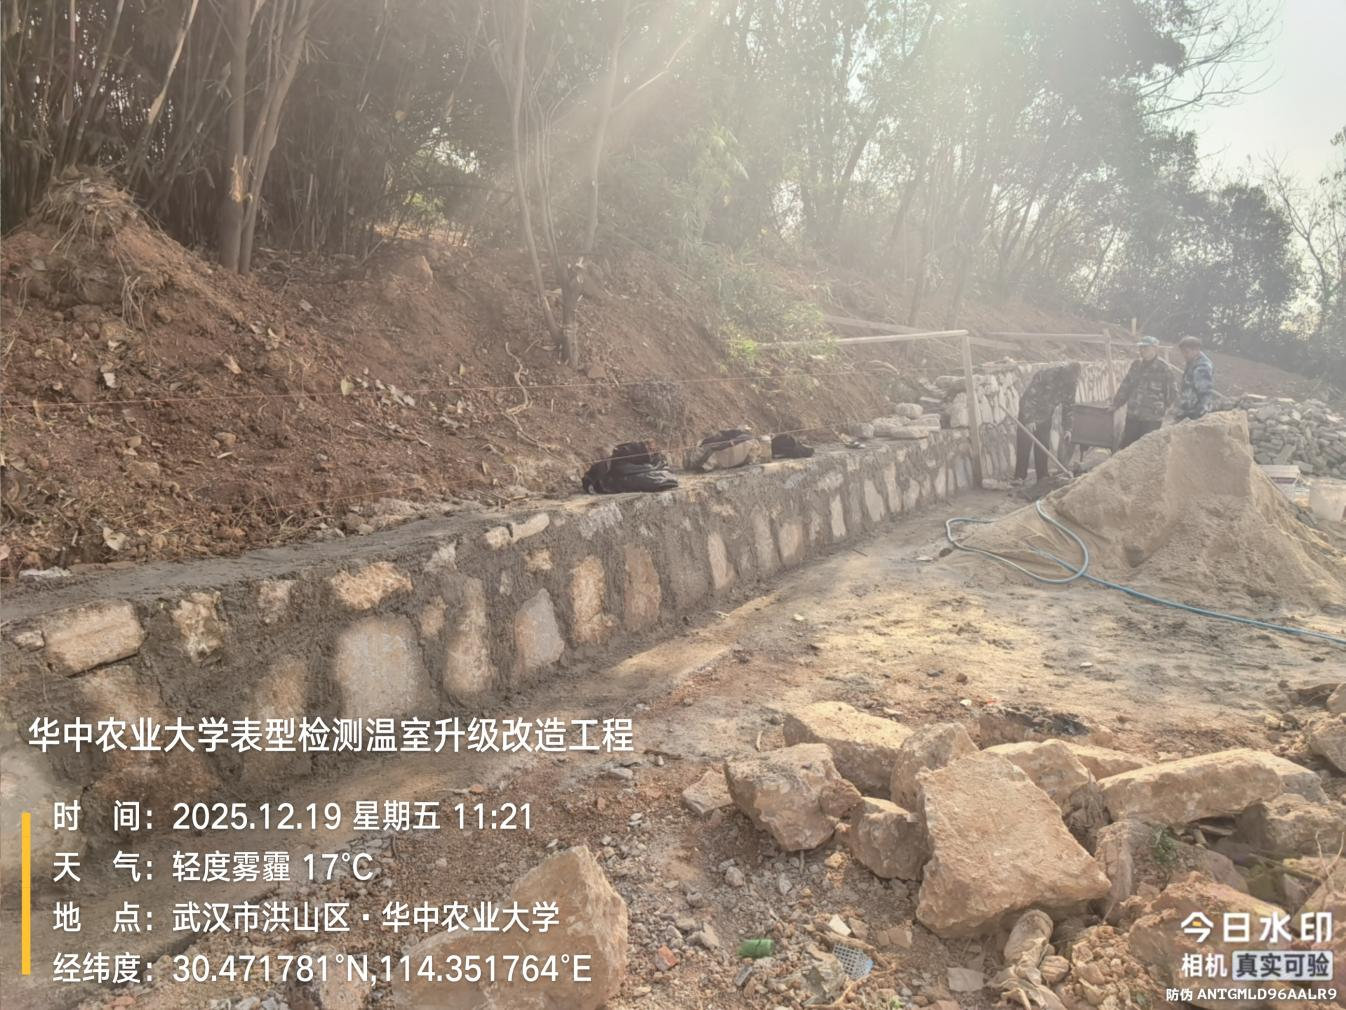 华中农业大学表型检测温室升级改造工程
时 间：2025.12.19 星期五 11:21
天 气：轻度雾霾 17°C
地 点：武汉市洪山区·华中农业大学
经纬度：30.471781°N,114.351764°E
今日水印
相机 真实可验
防伪 ANTGMLD96AALR9